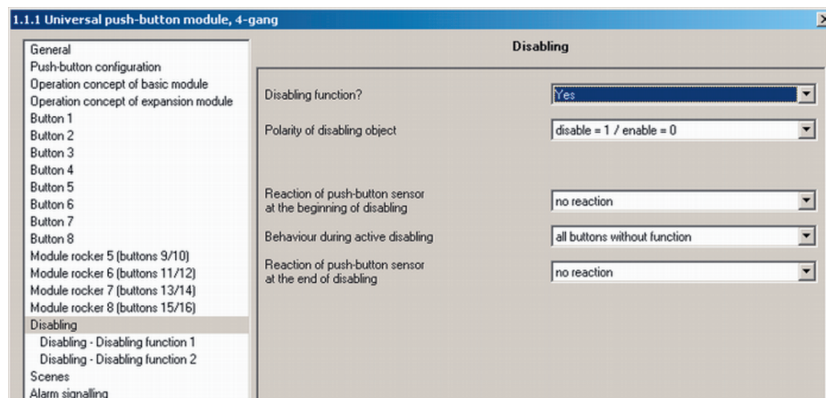 1.1.1 Universal push-button module, 4-gang
General
Push-button configuration
Operation concept of basic module
Operation concept of expansion module
Button 1
Button 2
Button 3
Button 4
Button 5
Button 6
Button 7
Button 8
Module rocker 5 (buttons 9/10)
Module rocker 6 (buttons 11/12)
Module rocker 7 (buttons 13/14)
Module rocker 8 (buttons 15/16)
Disabling
Disabling - Disabling function 1
Disabling - Disabling function 2
Scenes
Alarm signalling
Disabling
Disabling function?
Yes
Polarity of disabling object
disable = 1 / enable = 0
Reaction of push-button sensor
at the beginning of disabling
no reaction
Behaviour during active disabling
all buttons without function
Reaction of push-button sensor
at the end of disabling
no reaction